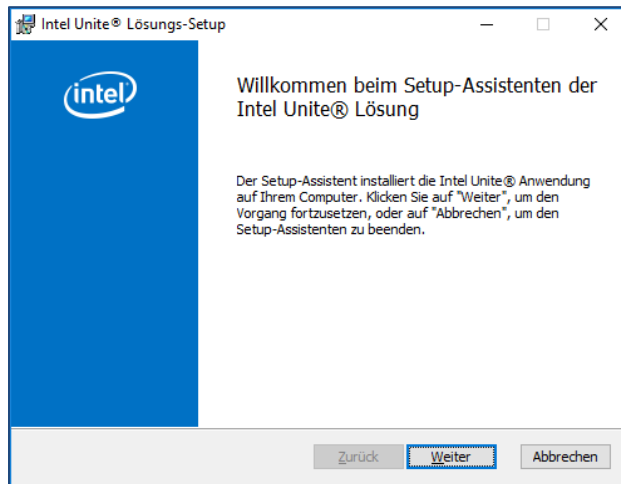 Intel Unite® Lösungs-Setup
intel
Willkommen beim Setup-Assistenten der
Intel Unite® Lösung
Der Setup-Assistent installiert die Intel Unite® Anwendung
auf Ihrem Computer. Klicken Sie auf "Weiter", um den
Vorgang fortzusetzen, oder auf "Abbrechen", um den
Setup-Assistenten zu beenden.
Zurück Weiter Abbrechen